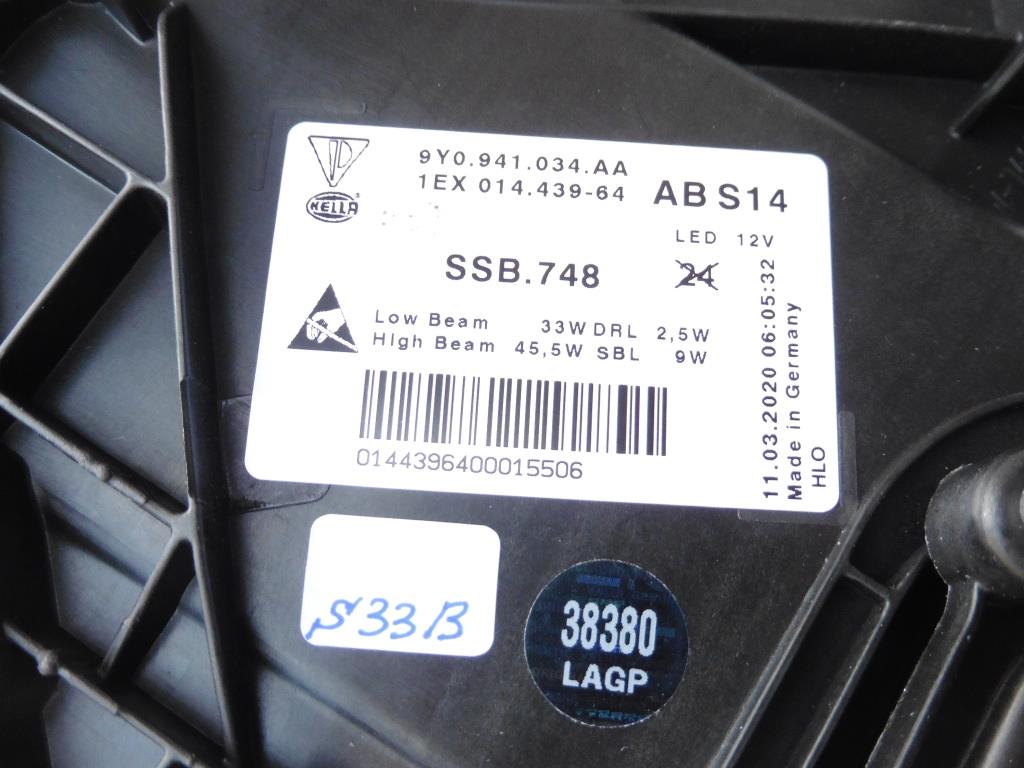 9Y0.941.034.AA
1EX 014.439-64
AB S14
HELLA
LED 12V
SSB.748
24
Low Beam 33W DRL 2,5W
High Beam 45,5W SBL 9W
0144396400015506
11.03.2020 06:05:32
Made in Germany
HLO
S33B
38380
LAGP